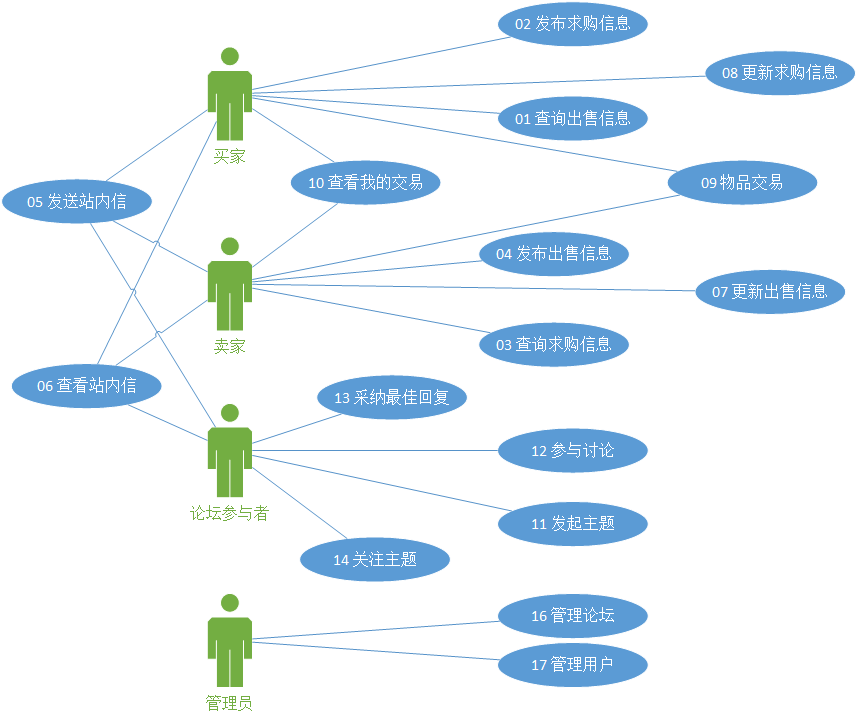 02 发布求购信息
08 更新求购信息
01 查询出售信息
买家
10 查看我的交易
09 物品交易
05 发送站内信
04 发布出售信息
07 更新出售信息
卖家
03 查询求购信息
06 查看站内信
13 采纳最佳回复
12 参与讨论
论坛参与者
11 发起主题
14 关注主题
16 管理论坛
17 管理用户
管理员